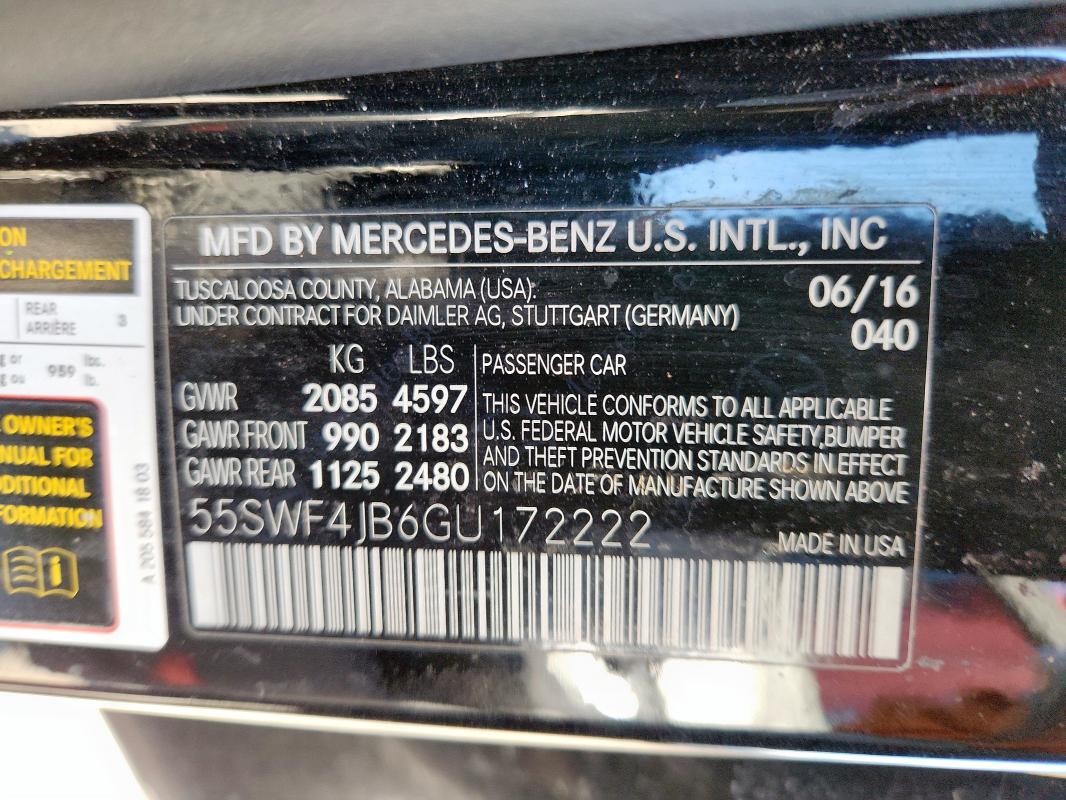 ON
CHARGEMENT
REAR
ARRIÈRE 3
or 959 lbs.
ou lb.
OWNER'S
FOR
A 205 584 18 03
MFD BY MERCEDES-BENZ U.S. INTL., INC
TUSCALOOSA COUNTY, ALABAMA (USA).
06/16
UNDER CONTRACT FOR DAIMLER AG, STUTTGART (GERMANY)
040
KG LBS
PASSENGER CAR
GVWR 2085 4597
GAWR FRONT 990 2183
GAWR REAR 1125 2480
THIS VEHICLE CONFORMS TO ALL APPLICABLE
U.S. FEDERAL MOTOR VEHICLE SAFETY,BUMPER
AND THEFT PREVENTION STANDARDS IN EFFECT
ON THE DATE OF MANUFACTURE SHOWN ABOVE
55SWF4JB6GU172222
MADE IN USA